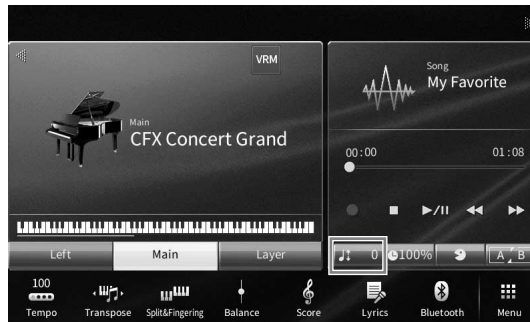 VRM
Main
CFX Concert Grand
Song
My Favorite
00:00 01:08
Left Main Layer
0 100% A B
100
Tempo Transpose Split&Fingering Balance Score Lyrics Bluetooth Menu